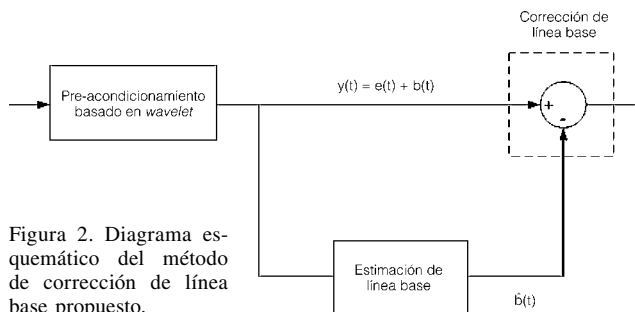 Corrección de
línea base
Pre-acondicionamiento
basado en wavelet
y(t) = e(t) + b(t)
+
-
Estimación de
línea base
b̂(t)
Figura 2. Diagrama es-
quemático del método
de corrección de línea
base propuesto.